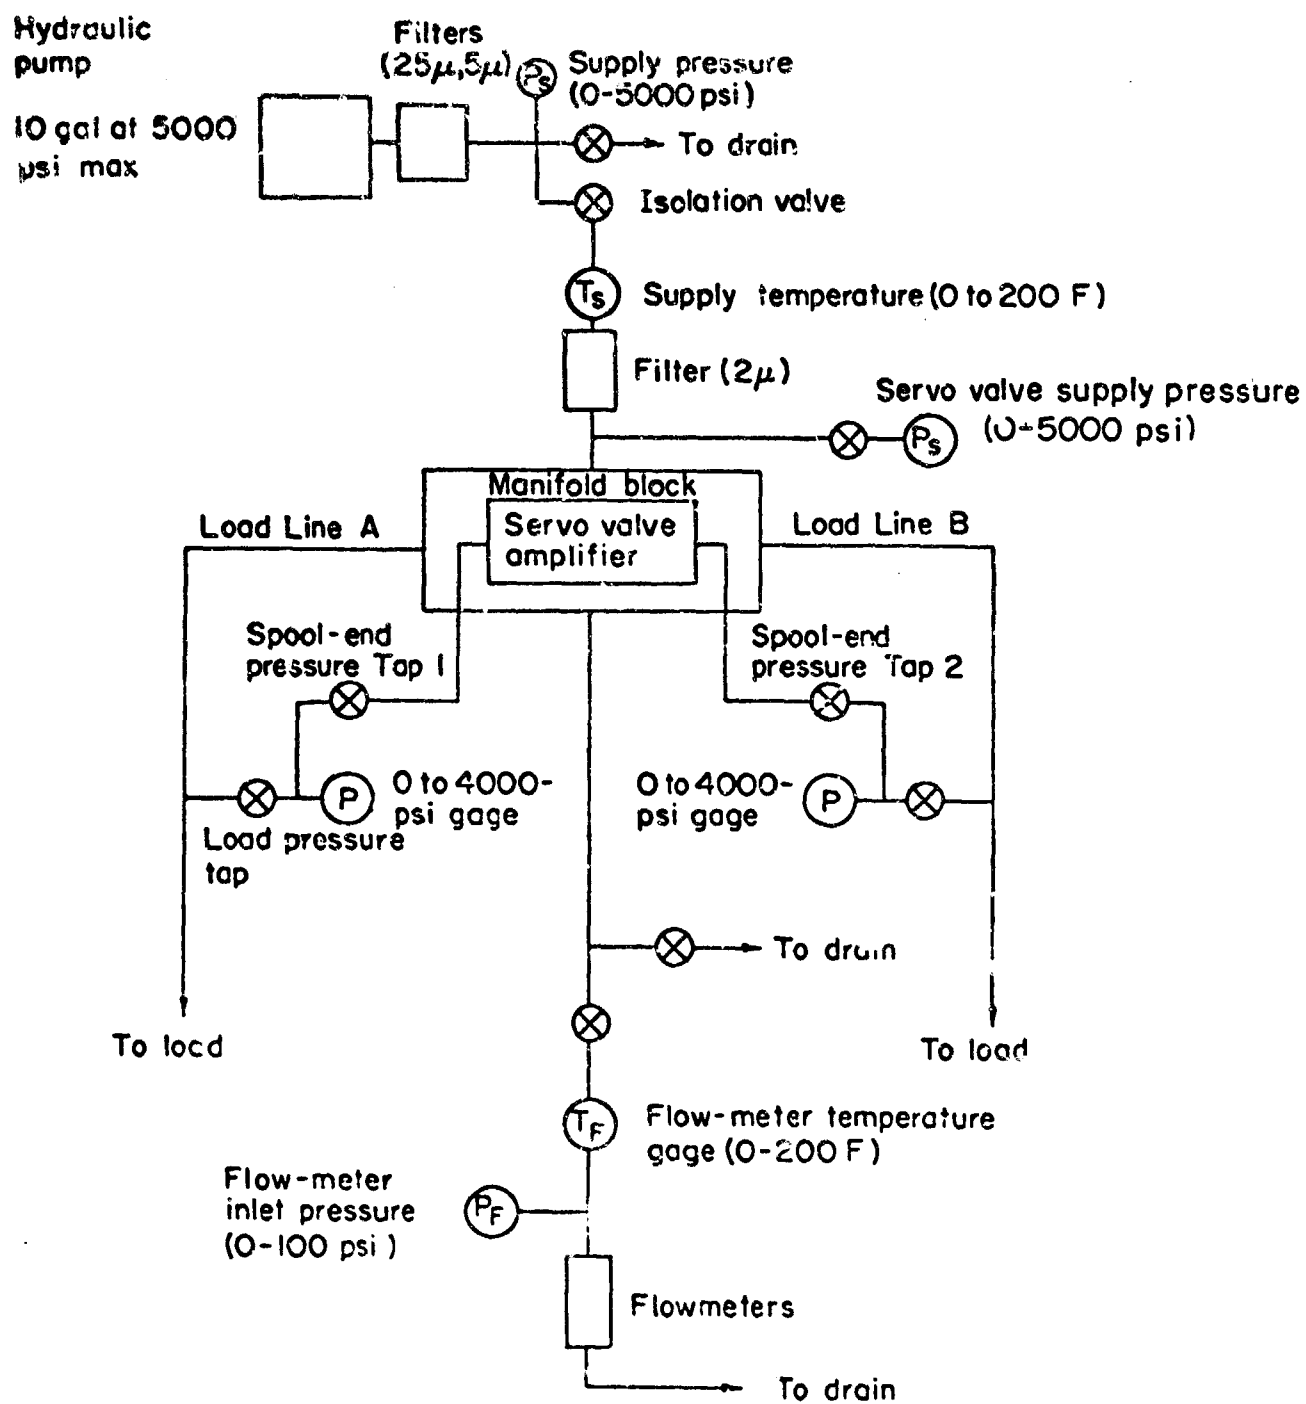 Hydraulic
pump
10 gal at 5000
psi max
Filters
(25μ,5μ)
Ps
Supply pressure
(0-5000 psi)
To drain
Isolation valve
Ts
Supply temperature (0 to 200 F)
Filter (2μ)
Servo valve supply pressure
(0-5000 psi)
Ps
Manifold block
Servo valve
amplifier
Load Line A
Load Line B
Spool-end
pressure Tap 1
Spool-end
pressure Tap 2
P
0 to 4000-
psi gage
0 to 4000-
psi gage
P
Load pressure
tap
To drain
To load
To load
TF
Flow-meter temperature
gage (0-200 F)
Flow-meter
inlet pressure
(0-100 psi)
PF
Flowmeters
To drain